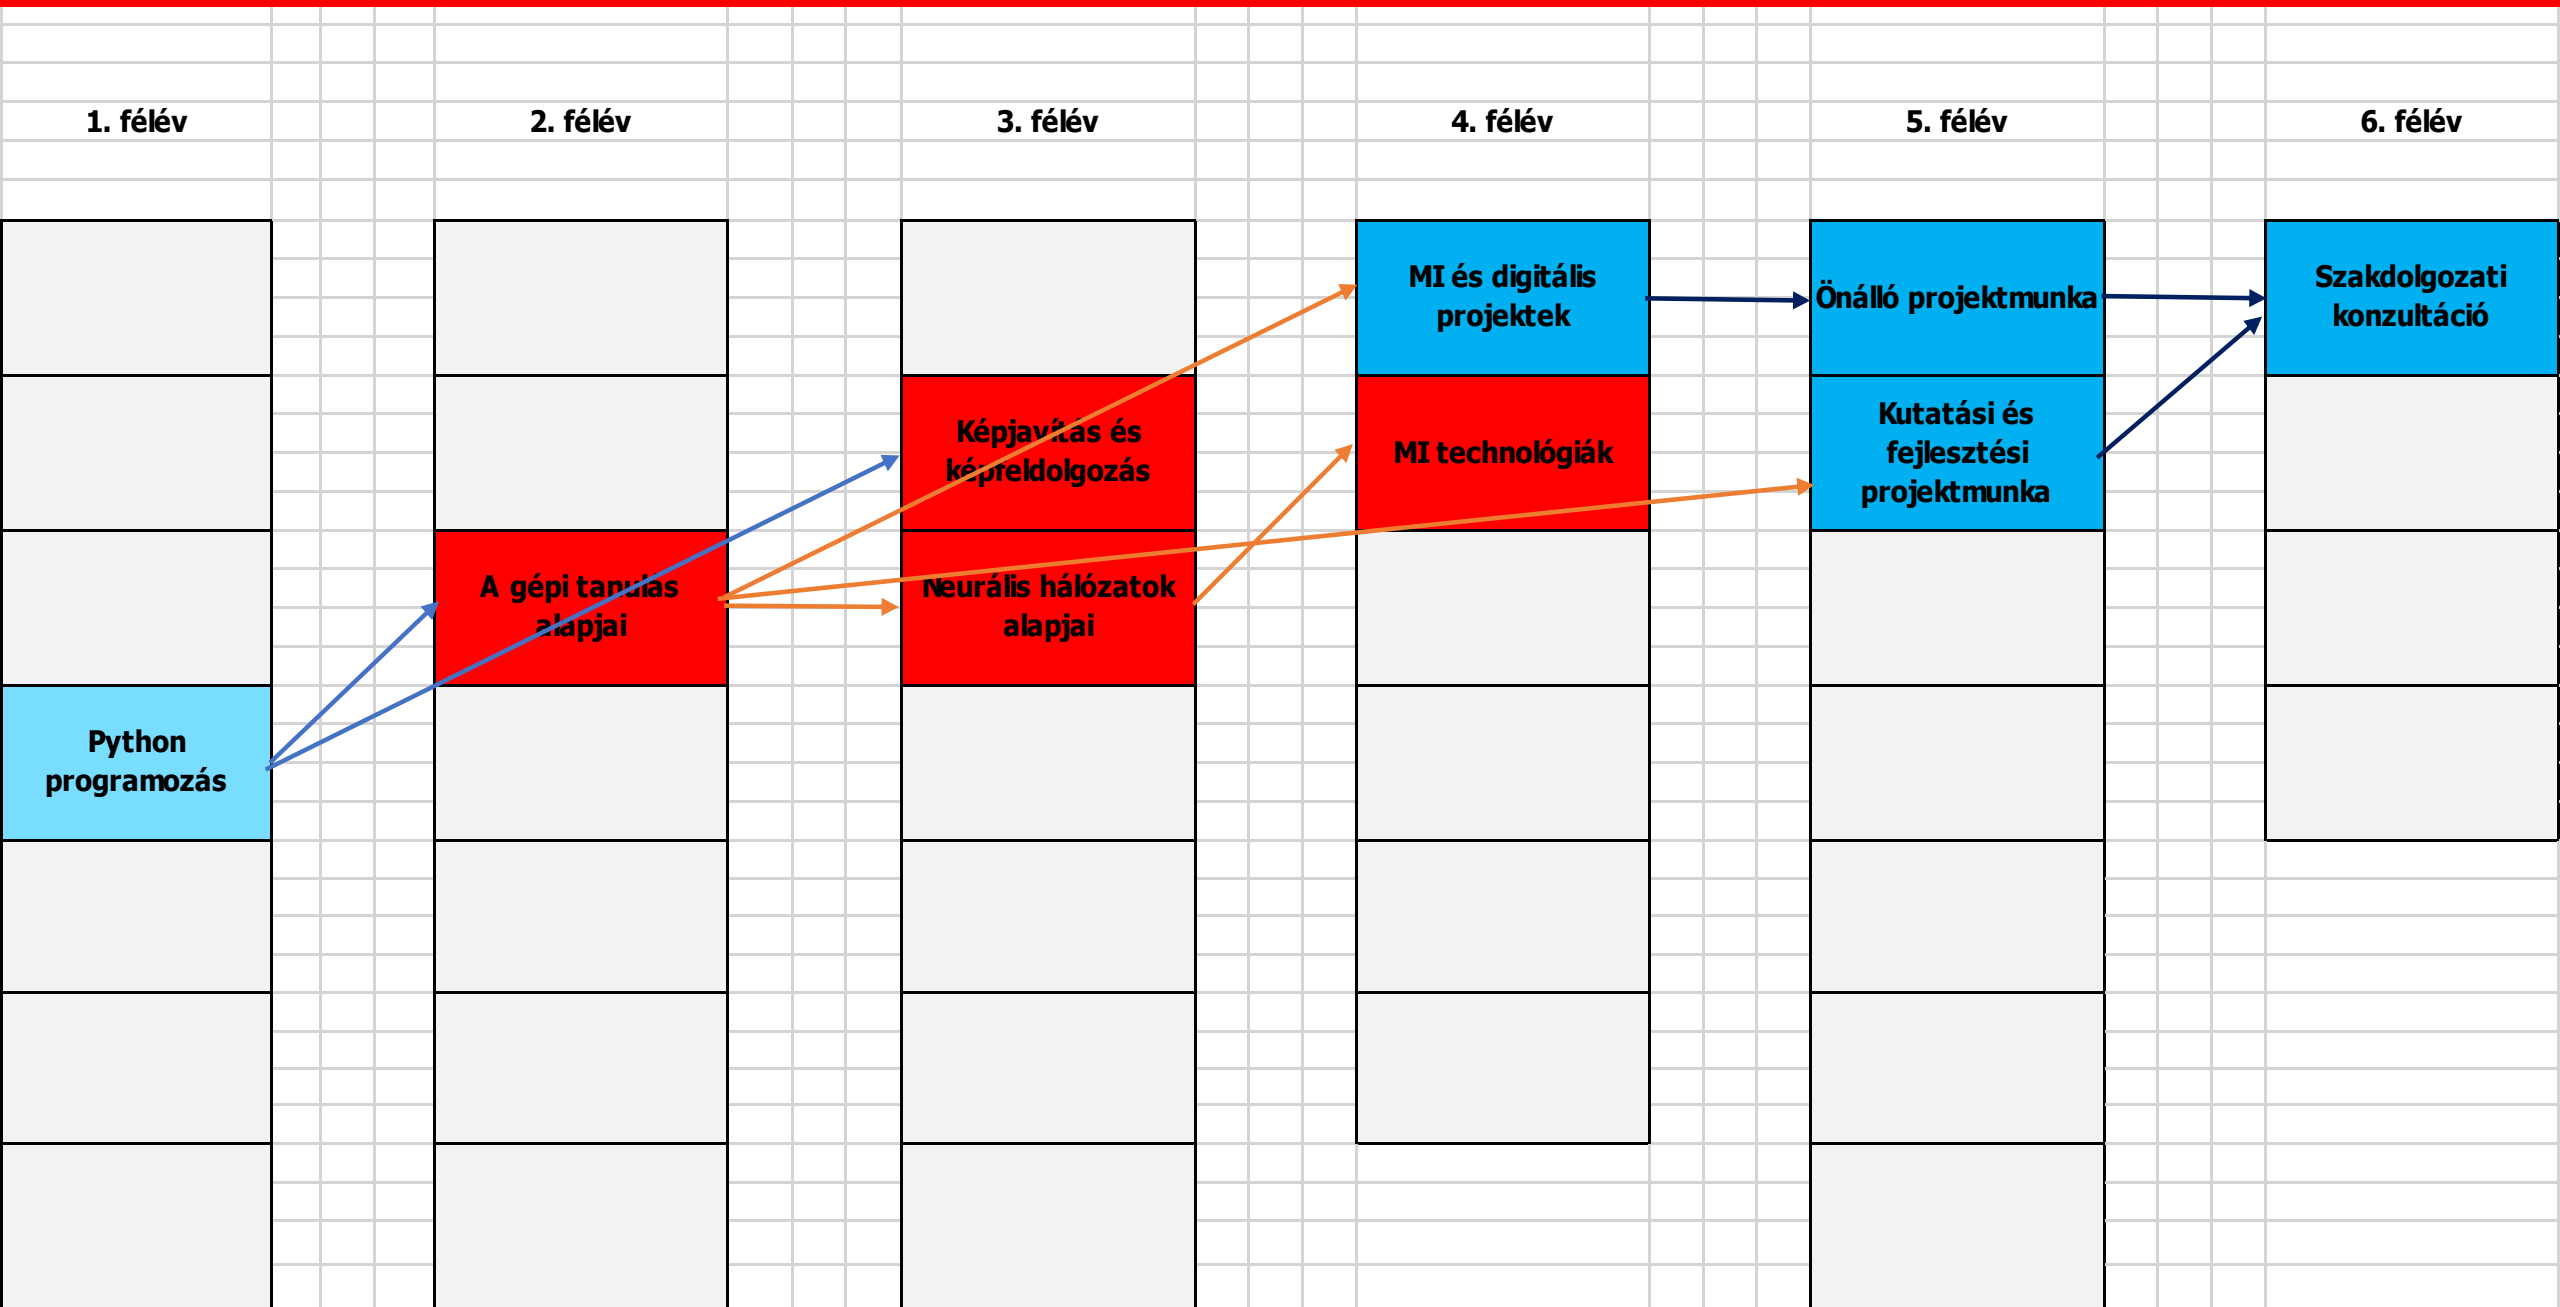 1. félév
2. félév
3. félév
4. félév
5. félév
6. félév
MI és digitális
projektek
Önálló projektmunka
Szakdolgozati
konzultáció
Képjavítás és
képfeldolgozás
MI technológiák
Kutatási és
fejlesztési
projektmunka
A gépi tanulás
alapjai
Neurális hálózatok
alapjai
Python
programozás